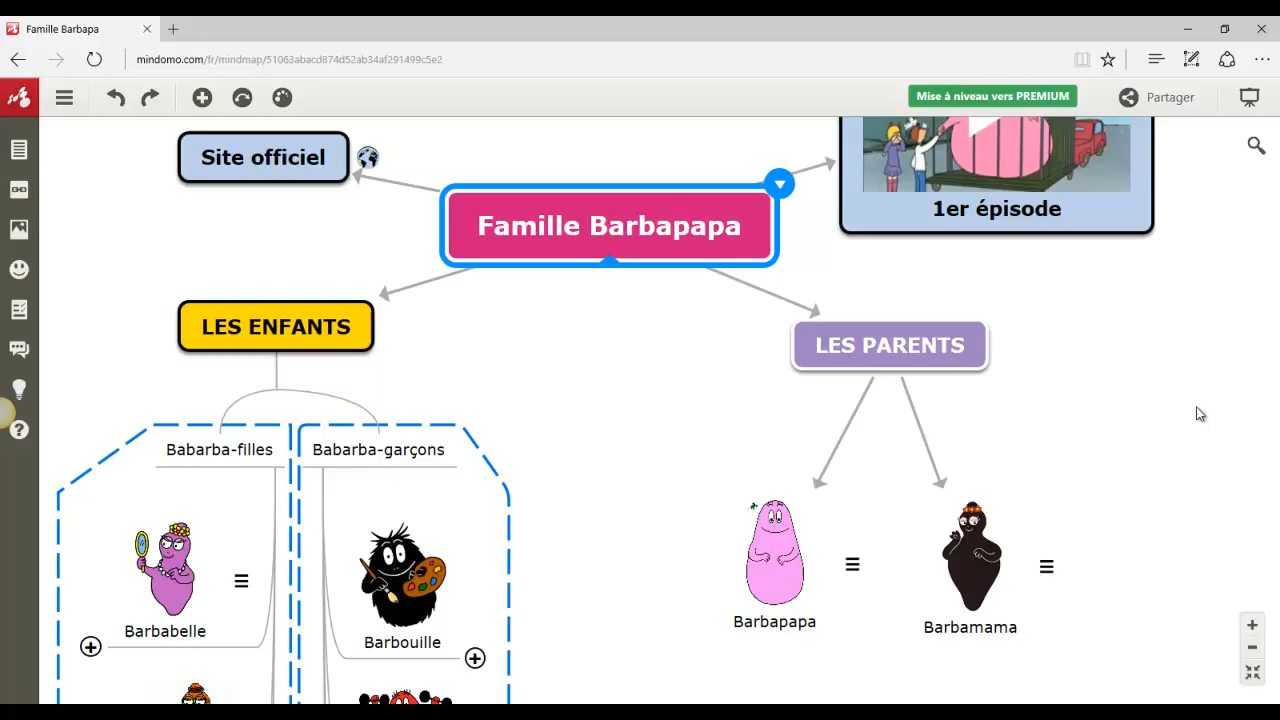 Famille Barbapa
mindomo.com/fr/mindmap/51063abacd874d52ab34af291499c5e2
Mise à niveau vers PREMIUM
Partager
Site officiel
1er épisode
Famille Barbapapa
LES ENFANTS
LES PARENTS
Babarba-filles
Babarba-garçons
Barbabelle
Barbouille
Barbapapa
Barbamama